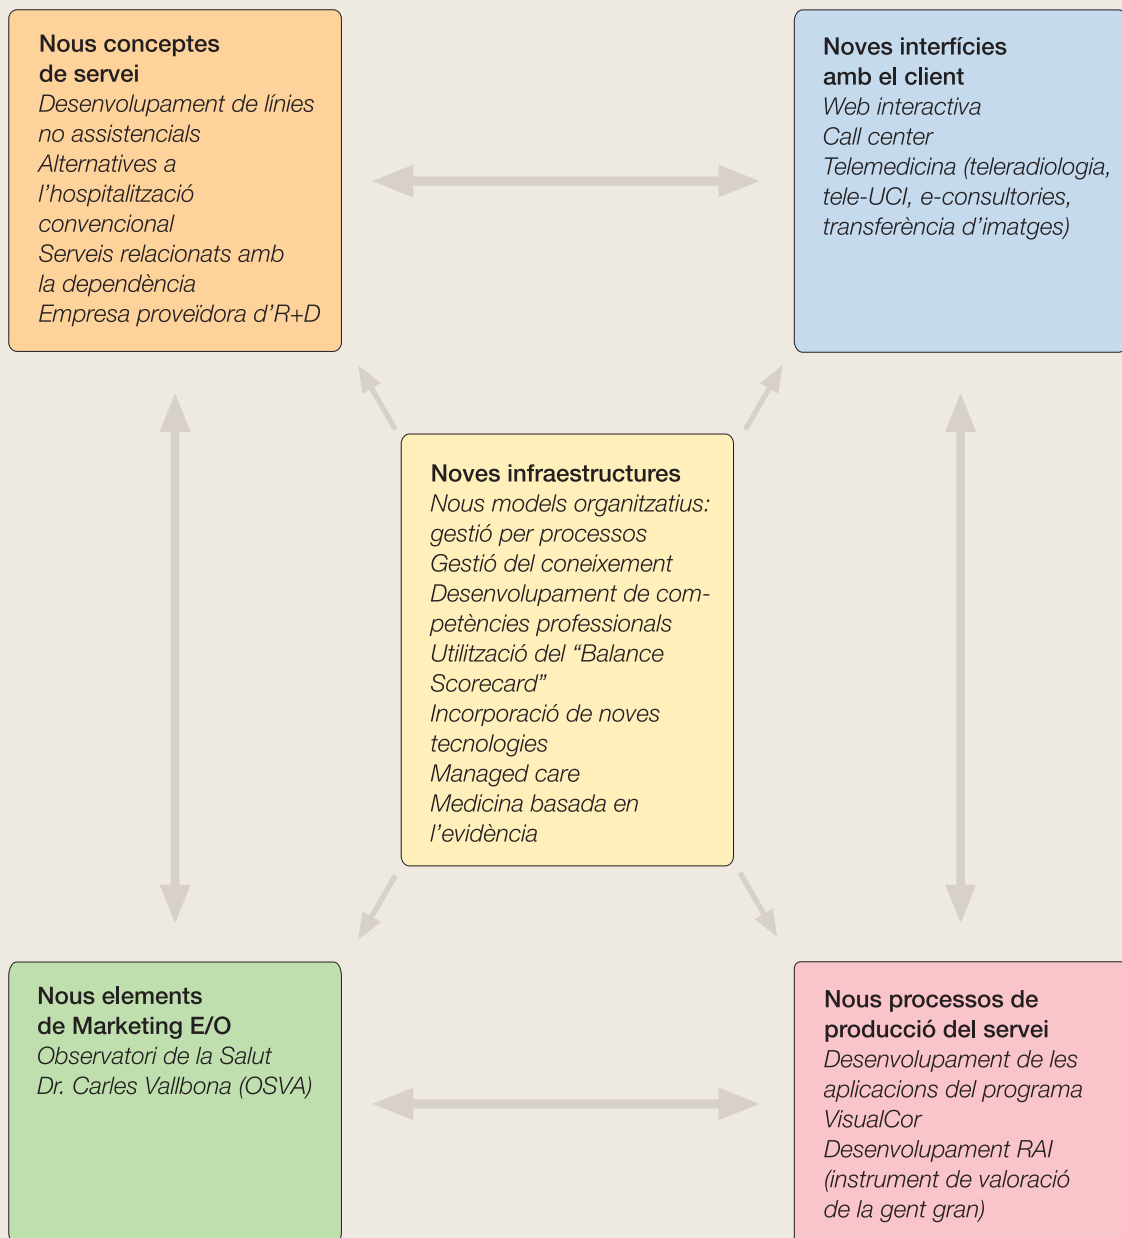 Nous conceptes
de servei
Desenvolupament de línies
no assistencials
Alternatives a
l’hospitalització
convencional
Serveis relacionats amb
la dependència
Empresa proveïdora d’R+D
Noves interfícies
amb el client
Web interactiva
Call center
Telemedicina (teleradiologia,
tele-UCI, e-consultories,
transferència d’imatges)
Noves infraestructures
Nous models organitzatius:
gestió per processos
Gestió del coneixement
Desenvolupament de com-
petències professionals
Utilització del “Balance
Scorecard”
Incorporació de noves
tecnologies
Managed care
Medicina basada en
l’evidència
Nous elements
de Marketing E/O
Observatori de la Salut
Dr. Carles Vallbona (OSVA)
Nous processos de
producció del servei
Desenvolupament de les
aplicacions del programa
VisualCor
Desenvolupament RAI
(instrument de valoració
de la gent gran)